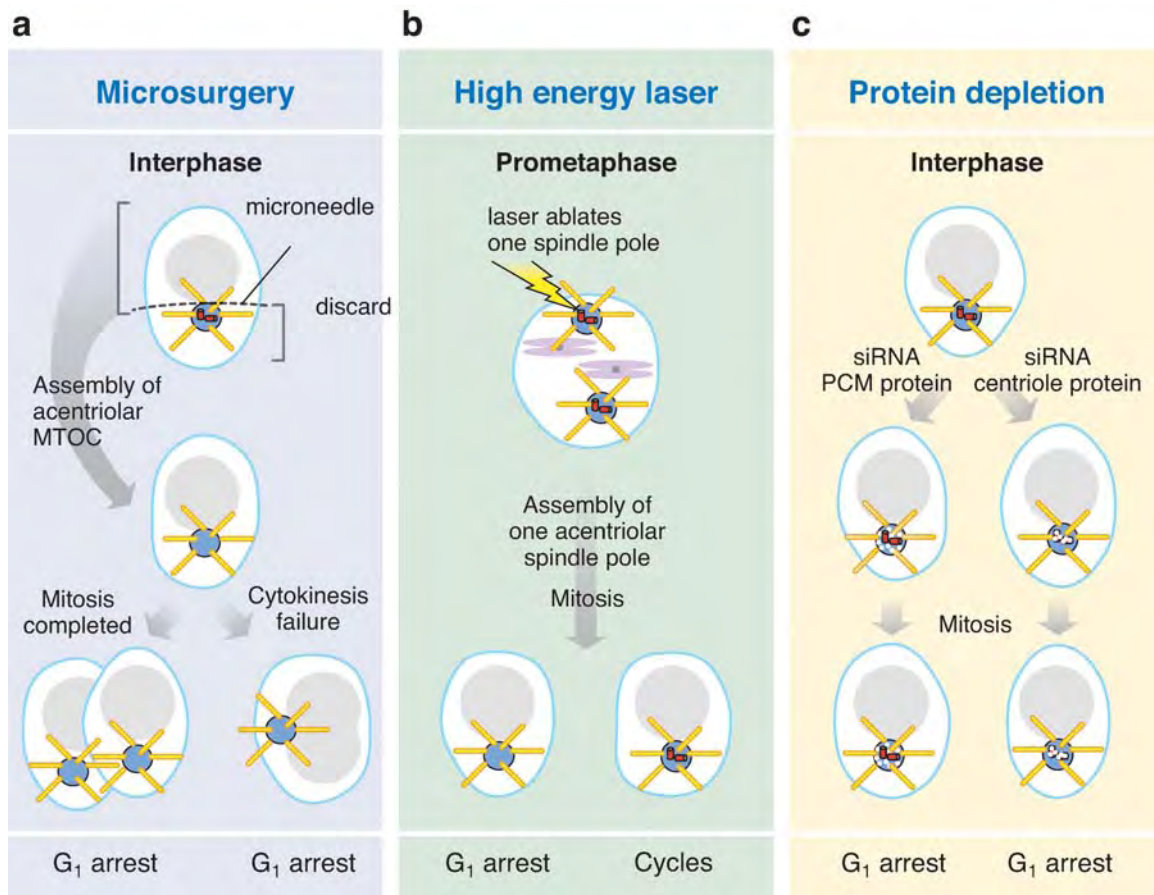 a
Microsurgery
Interphase
microneedle
discard
Assembly of
acentriolar
MTOC
Mitosis
completed
Cytokinesis
failure
G₁ arrest
G₁ arrest
b
High energy laser
Prometaphase
laser ablates
one spindle pole
Assembly of
one acentriolar
spindle pole
Mitosis
G₁ arrest
Cycles
c
Protein depletion
Interphase
siRNA
PCM protein
siRNA
centriole protein
Mitosis
G₁ arrest
G₁ arrest